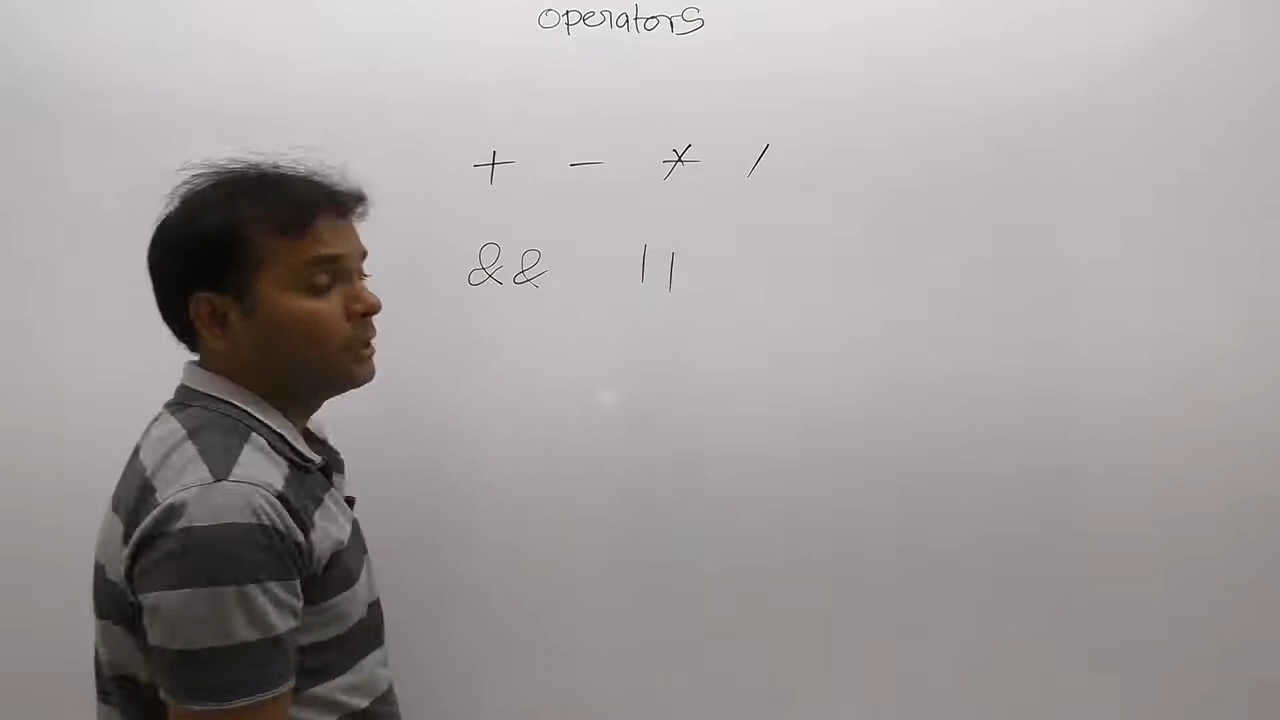 operators
+ - * /
&& ||